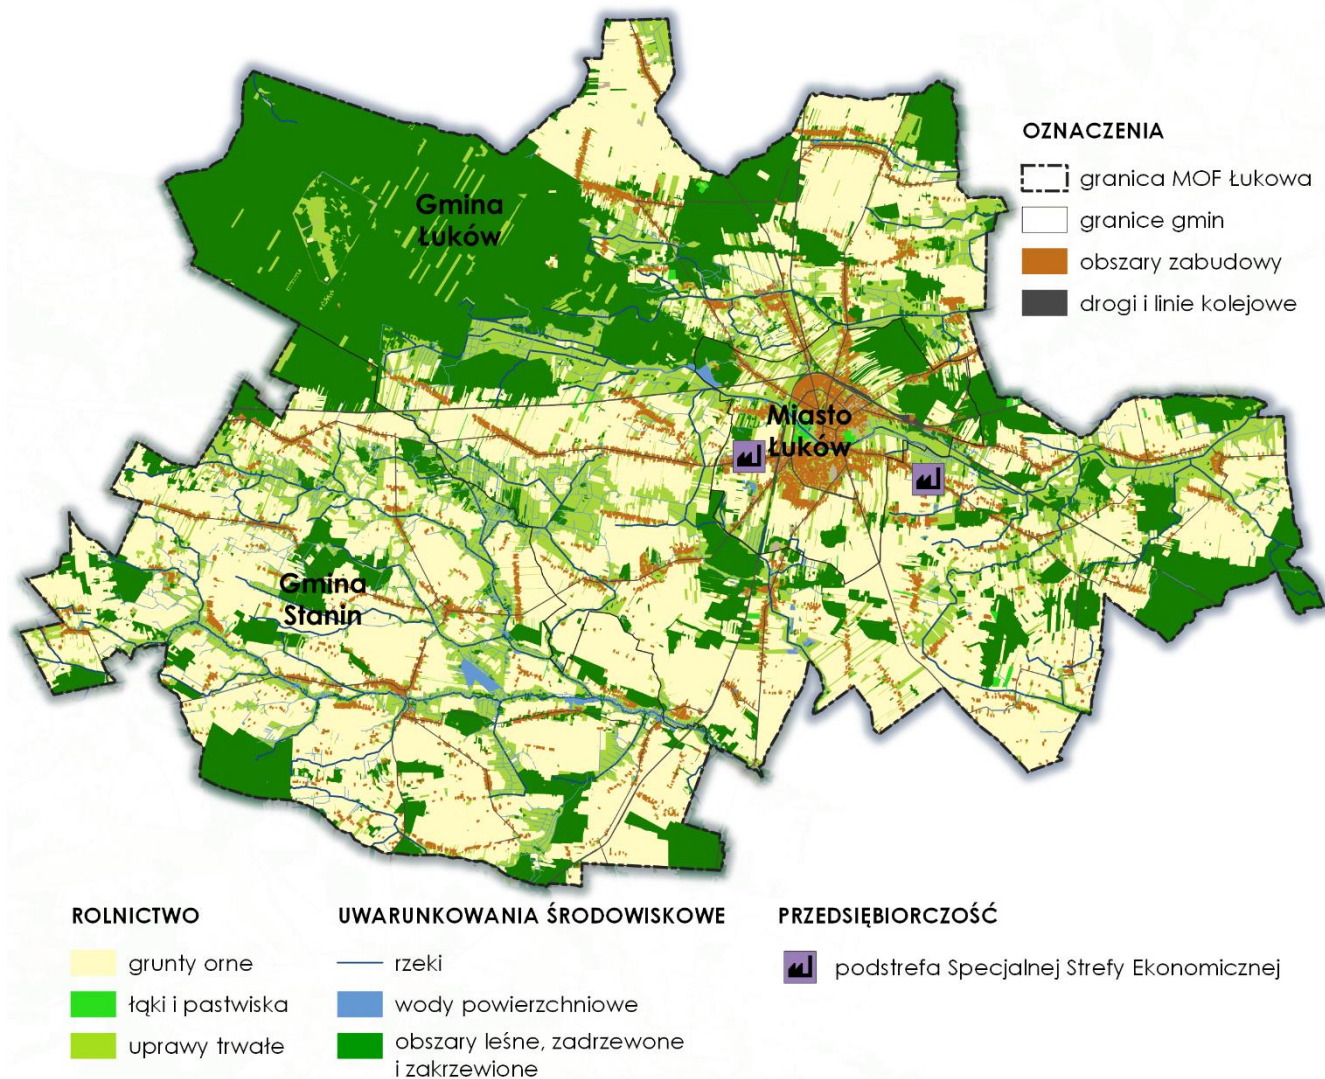 Gmina
Łuków
Miasto
Łuków
Gmina
Stanin
OZNACZENIA
granica MOF Łukowa
granice gmin
obszary zabudowy
drogi i linie kolejowe
ROLNICTWO
grunty orne
łąki i pastwiska
uprawy trwałe
UWARUNKOWANIA ŚRODOWISKOWE
rzeki
wody powierzchniowe
obszary leśne, zadrzewone
i zakrzewione
PRZEDSIĘBIORCZOŚĆ
podstrefa Specjalnej Strefy Ekonomicznej